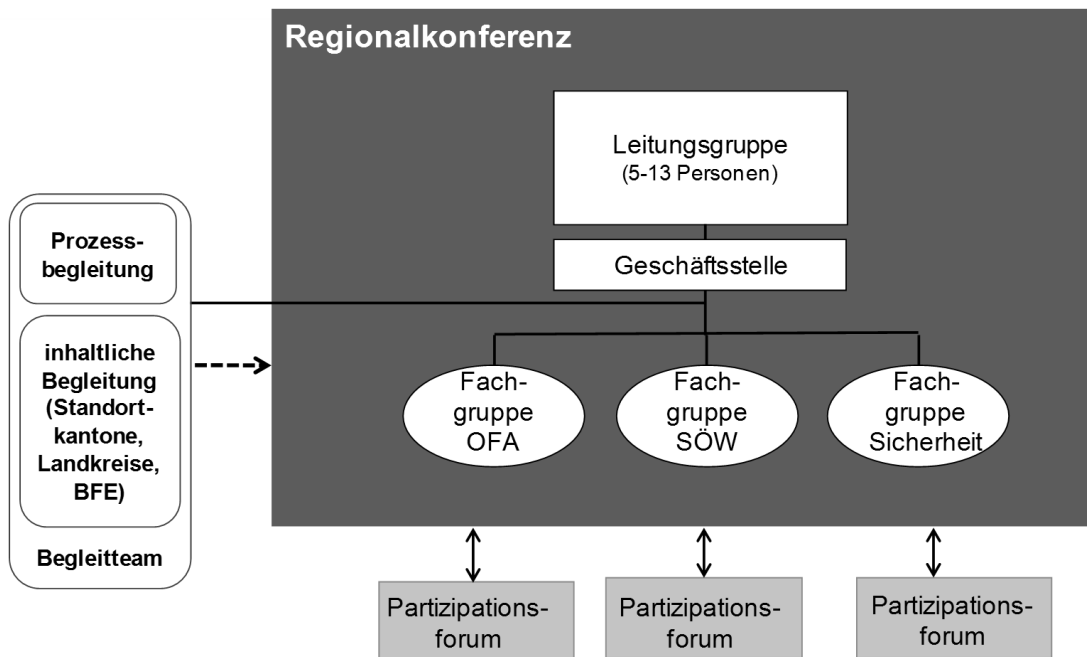 Regionalkonferenz
Leitungsgruppe
(5-13 Personen)
Geschäftsstelle
Prozess-
begleitung
inhaltliche
Begleitung
(Standort-
kantone,
Landkreise,
BFE)
Begleitteam
Fach-
gruppe
OFA
Fach-
gruppe
SÖW
Fach-
gruppe
Sicherheit
Partizipations-
forum
Partizipations-
forum
Partizipations-
forum